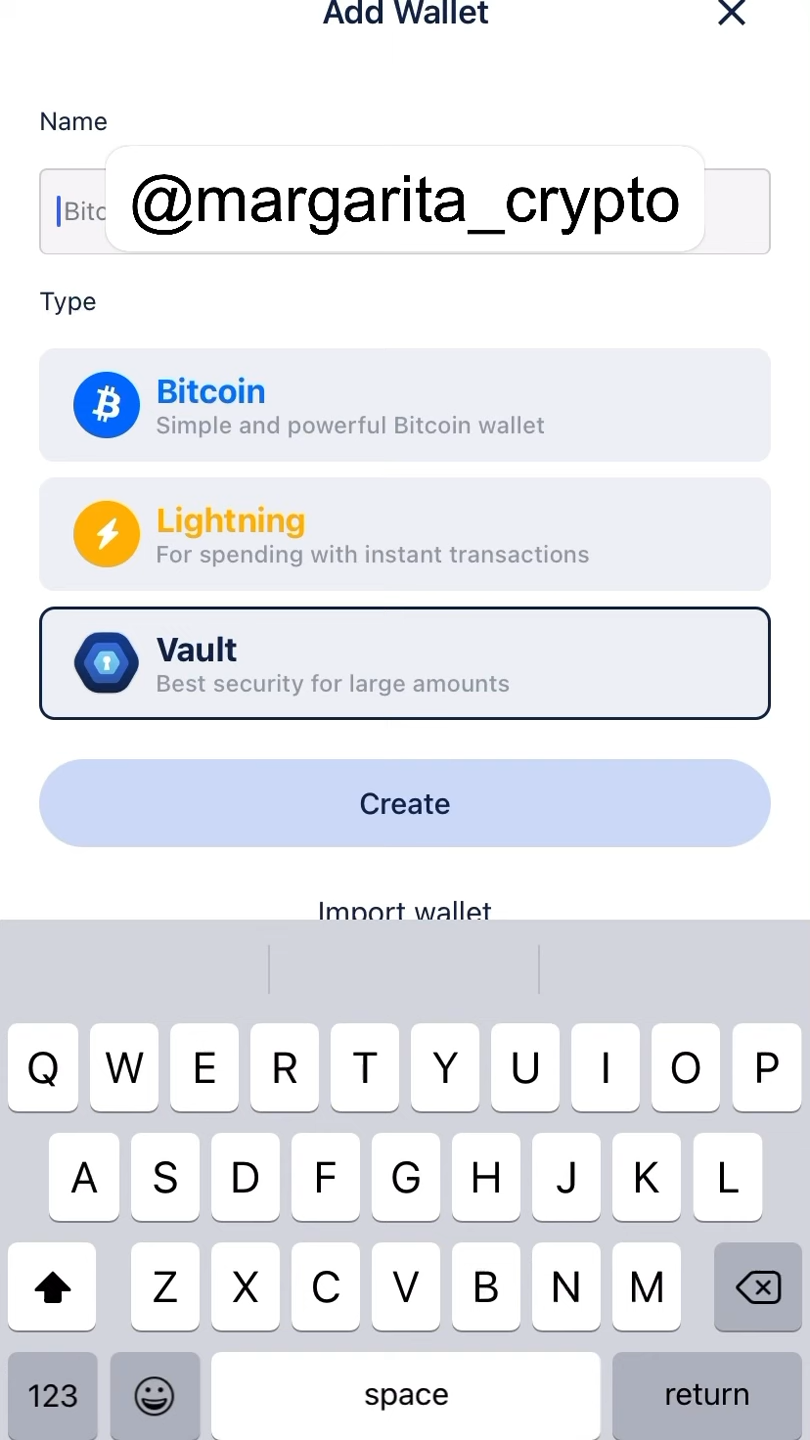 Add Wallet
Name
Bitc
@margarita_crypto
Type
Bitcoin
Simple and powerful Bitcoin wallet
Lightning
For spending with instant transactions
Vault
Best security for large amounts
Create
Import wallet
Q W E R T Y U I O P
A S D F G H J K L
Z X C V B N M
123 space return